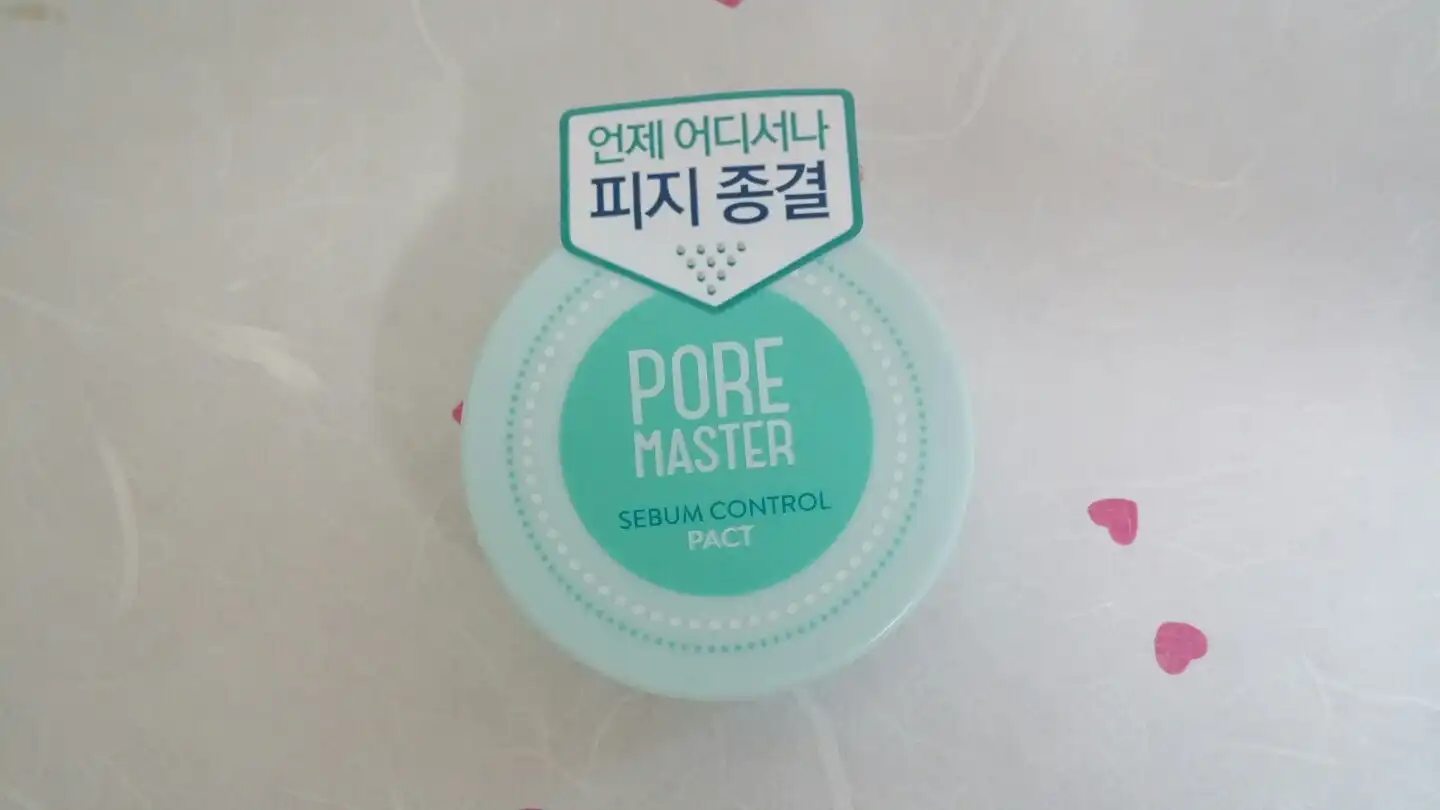 언제 어디서나
피지 종결
PORE
MASTER
SEBUM CONTROL
PACT